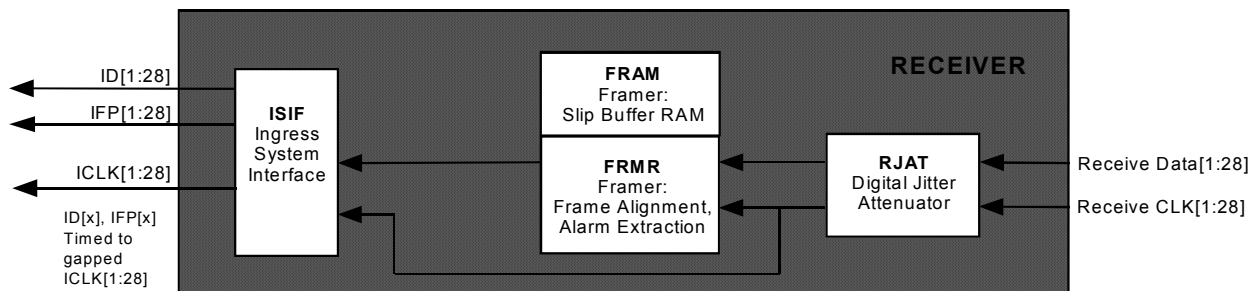 ID[1:28]
IFP[1:28]
ICLK[1:28]
ID[x], IFP[x]
Timed to
gapped
ICLK[1:28]
ISIF
Ingress
System
Interface
FRAM
Framer:
Slip Buffer RAM
FRMR
Framer:
Frame Alignment,
Alarm Extraction
RECEIVER
RJAT
Digital Jitter
Attenuator
Receive Data[1:28]
Receive CLK[1:28]